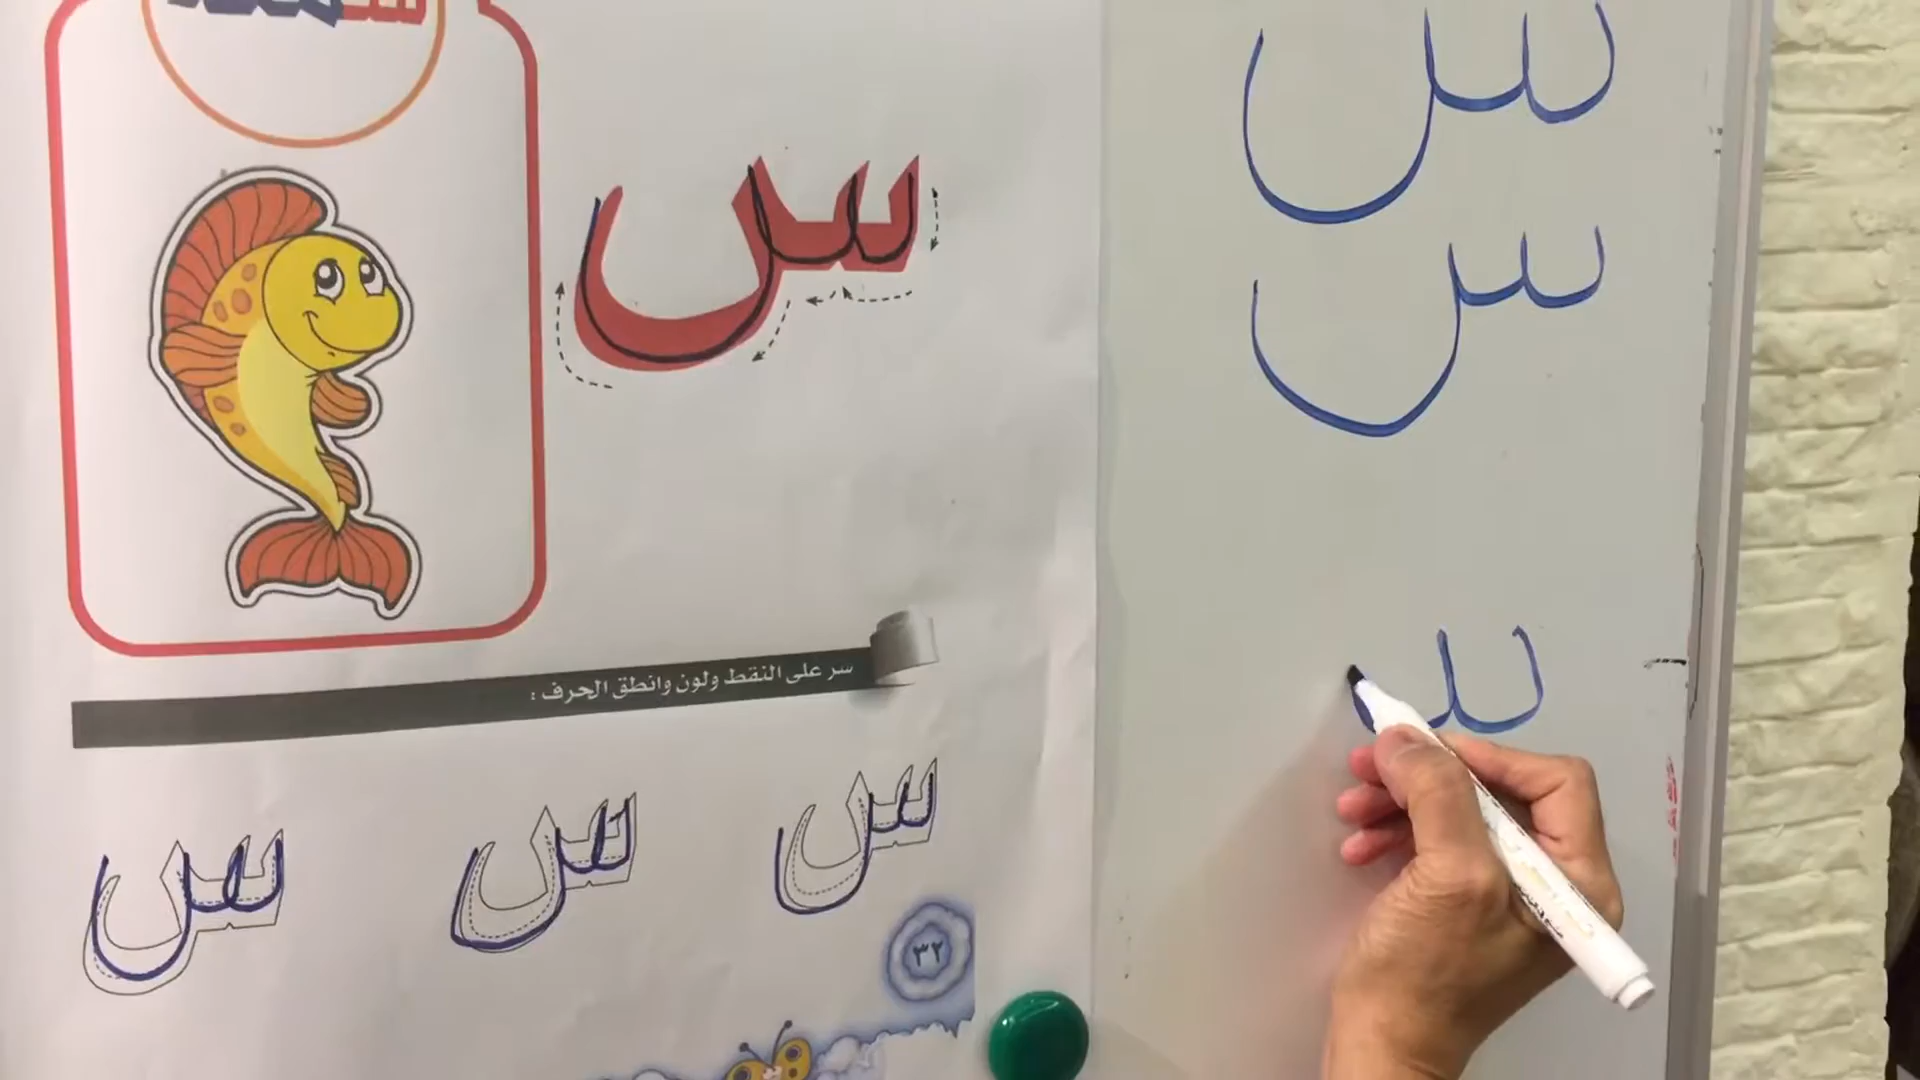 س
س
س
سر على النقط ولون وانطق الحرف :
س س س
٣٢